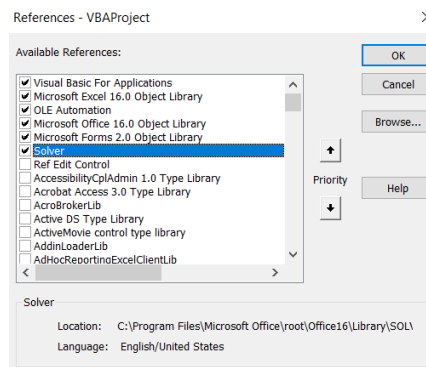 References - VBAProject
Available References:
OK
Visual Basic For Applications
Cancel
Microsoft Excel 16.0 Object Library
OLE Automation
Microsoft Office 16.0 Object Library
Browse...
Microsoft Forms 2.0 Object Library
Solver
Ref Edit Control
AccessibilityCplAdmin 1.0 Type Library
Priority
Acrobat Access 3.0 Type Library
Help
AcroBrokerLib
Active DS Type Library
ActiveMovie control type library
AddinLoaderLib
AdHocReportingExcelClientLib
Solver
Location: C:\Program Files\Microsoft Office\root\Office16\Library\SOL\
Language: English/United States